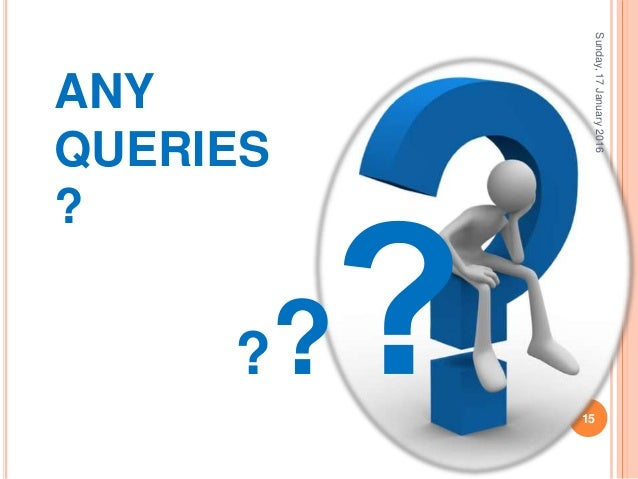 ANY
QUERIES
?
? ? ?
Sunday, 17 January 2016
15